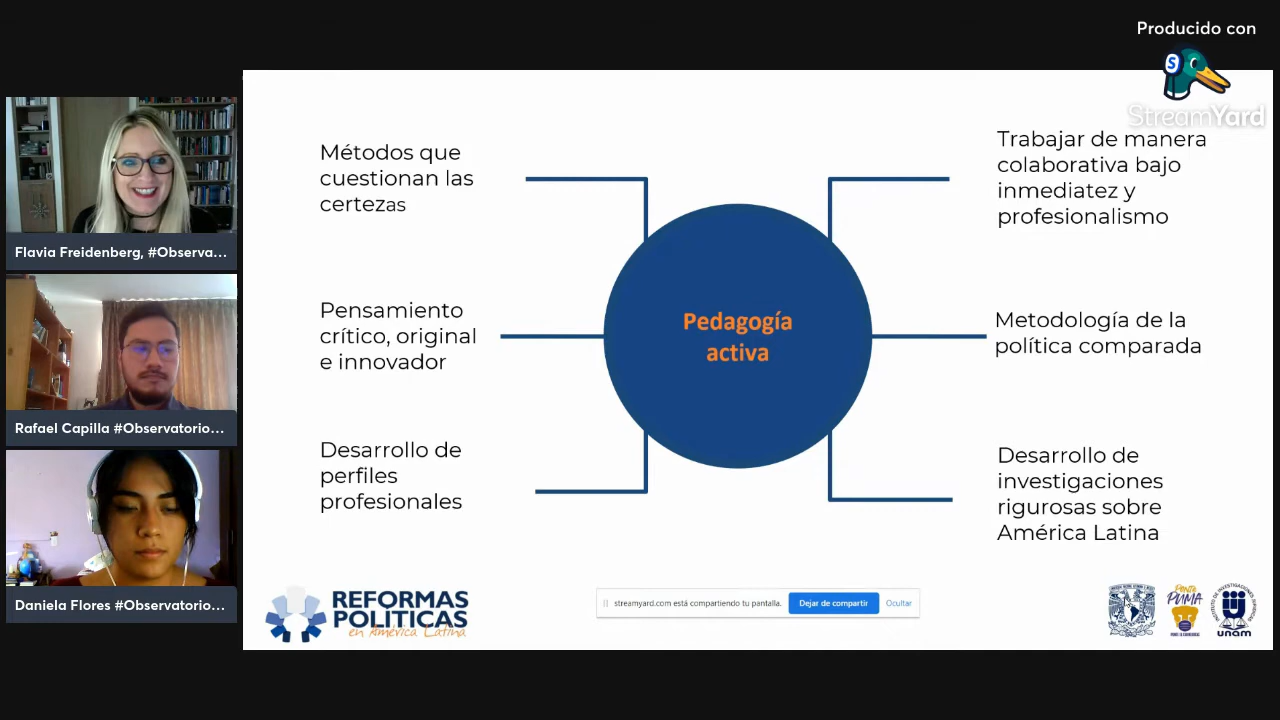 Producido con
StreamYard
Flavia Freidenberg, #Observa...
Rafael Capilla #Observatorio...
Daniela Flores #Observatorio...
Métodos que
cuestionan las
certezas
Pensamiento
crítico, original
e innovador
Desarrollo de
perfiles
profesionales
Pedagogía
activa
Trabajar de manera
colaborativa bajo
inmediatez y
profesionalismo
Metodología de la
política comparada
Desarrollo de
investigaciones
rigurosas sobre
América Latina
REFORMAS
POLÍTICAS
en América Latina
streamyard.com está compartiendo tu pantalla.
Dejar de compartir
Ocultar
PONTE
PUMA
unam